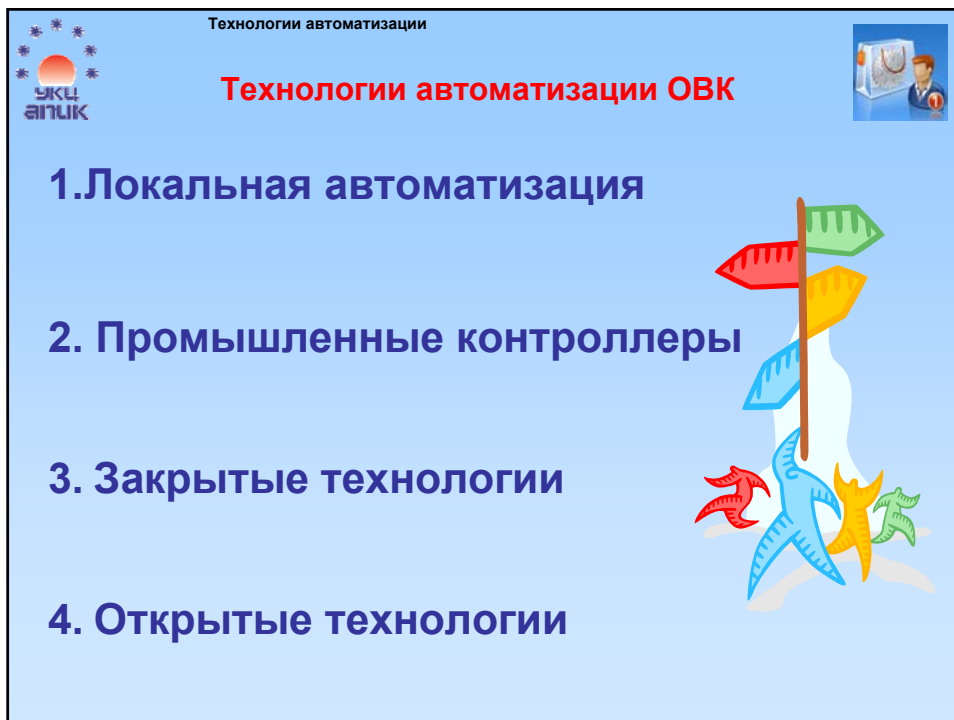 Технологии автоматизации
УКЦ
АПИК
Технологии автоматизации ОВК
1
1.Локальная автоматизация
2. Промышленные контроллеры
3. Закрытые технологии
4. Открытые технологии